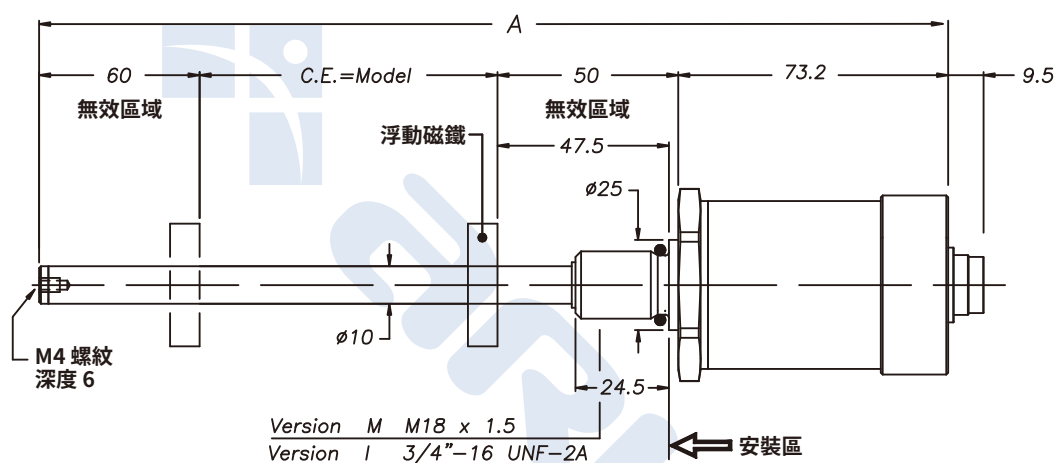 A
60
C.E.=Model
50
73.2
9.5
無效區域
無效區域
浮動磁鐵
47.5
ø25
ø10
M4 螺紋
深度 6
24.5
Version M M18 x 1.5
Version I 3/4”-16 UNF-2A
安裝區